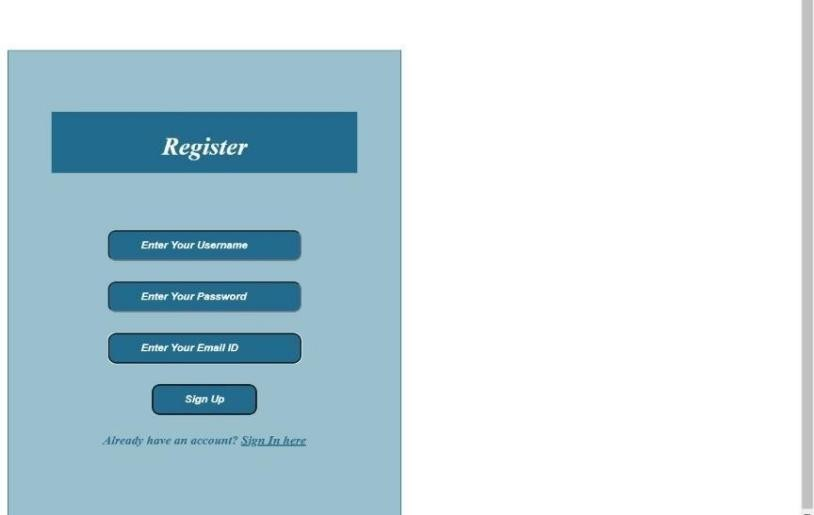 Register
Enter Your Username
Enter Your Password
Enter Your Email ID
Sign Up
Already have an account? Sign In here